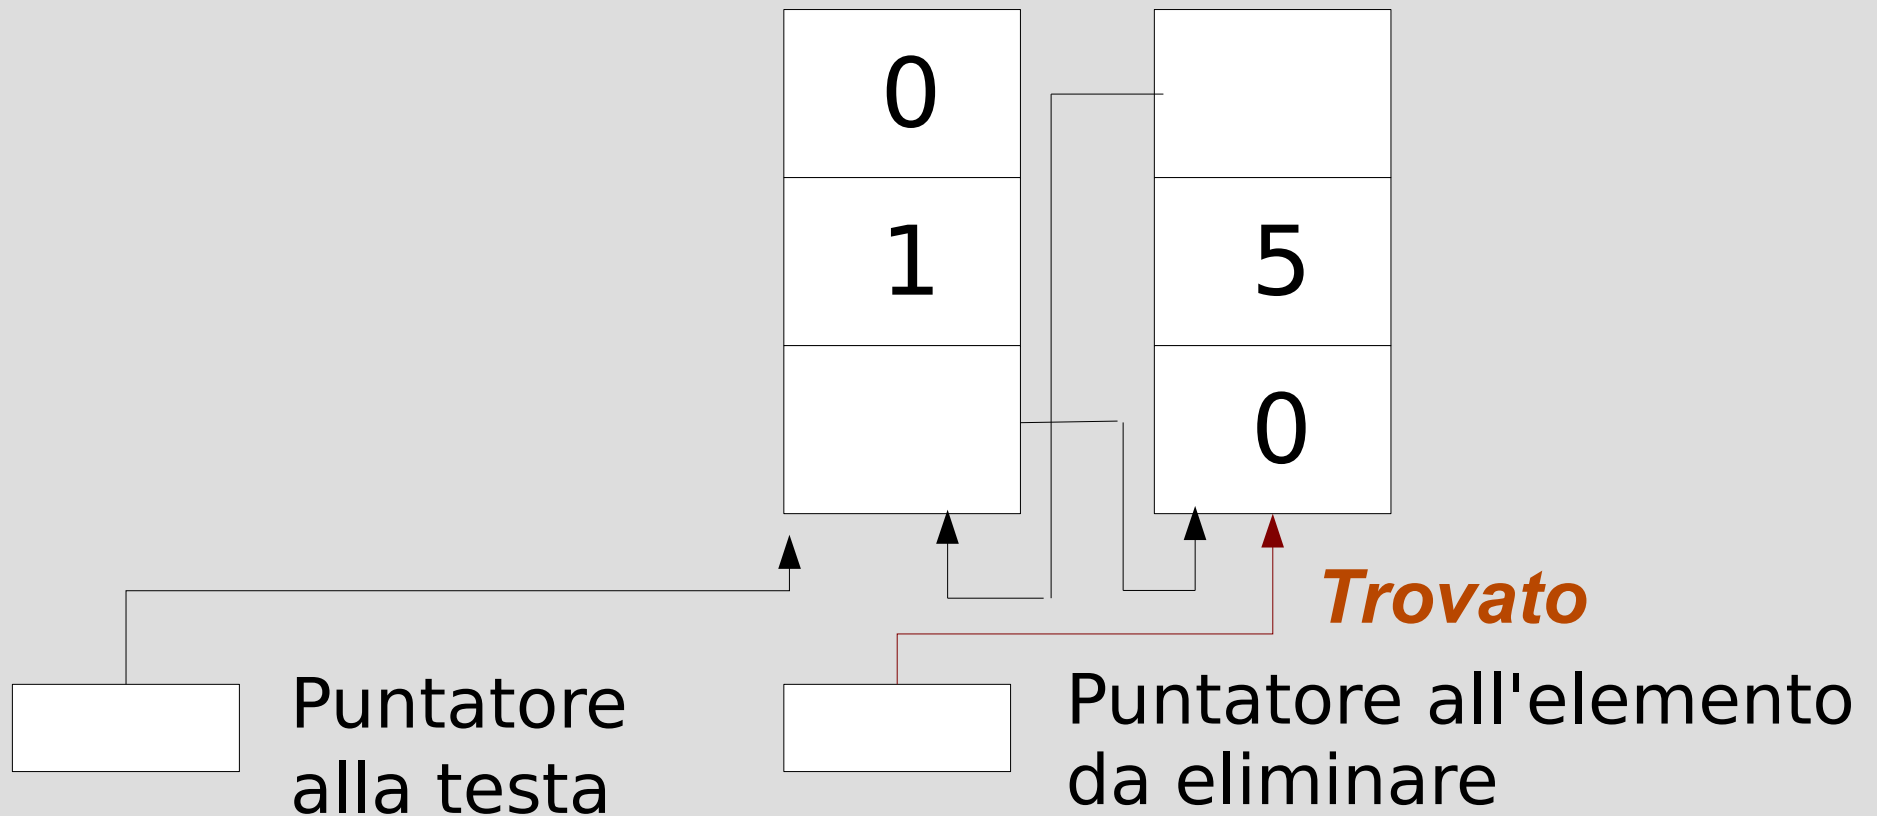 0
1
5
0
Trovato
Puntatore
alla testa
Puntatore all'elemento
da eliminare